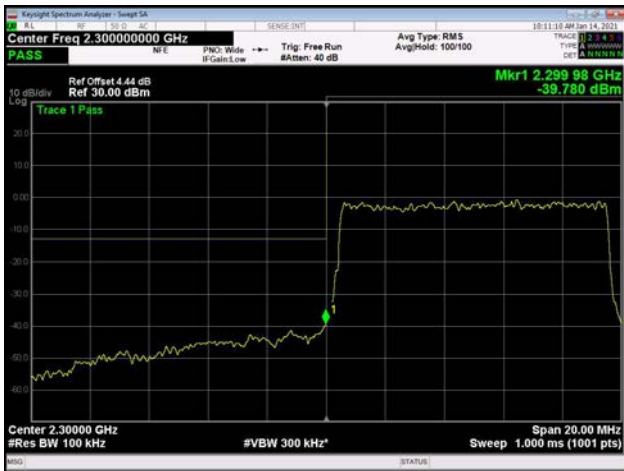 Keysight Spectrum Analyzer - Swept SA
RL RF 50 Ω AC SENSE:INT 10:11:10 AM Jan 14, 2021
Center Freq 2.300000000 GHz
Avg Type: RMS
TRACE 1 2 3 4 5 6
PASS NFE PNO: Wide Trig: Free Run Avg|Hold: 100/100
TYPE A WWWWW
IFGain:Low #Atten: 40 dB
DET A N N N N N
Ref Offset 4.44 dB
Mkr1 2.299 98 GHz
10 dB/div Ref 30.00 dBm -39.780 dBm
Log
Trace 1 Pass
20.0
10.0
0.00
-10.0
-20.0
-30.0
1
-40.0
-50.0
-60.0
Center 2.30000 GHz Span 20.00 MHz
#Res BW 100 kHz #VBW 300 kHz* Sweep 1.000 ms (1001 pts)
MSG STATUS